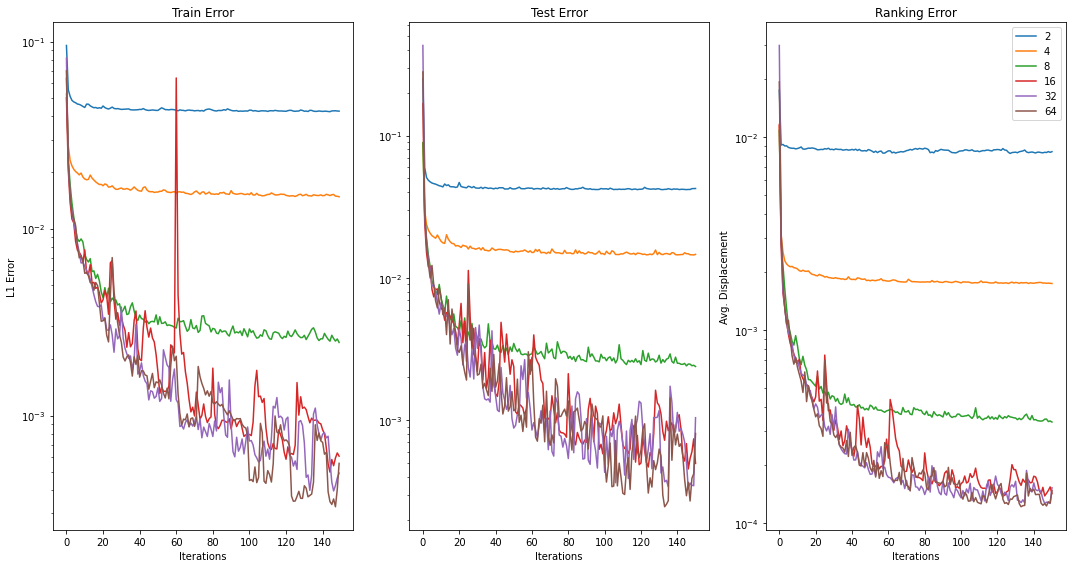 Train Error
Test Error
Ranking Error
L1 Error
10^-1
10^-2
10^-3
0 20 40 60 80 100 120 140
Iterations
10^-1
10^-2
10^-3
0 20 40 60 80 100 120 140
Iterations
Avg. Displacement
10^-2
10^-3
10^-4
0 20 40 60 80 100 120 140
Iterations
2
4
8
16
32
64